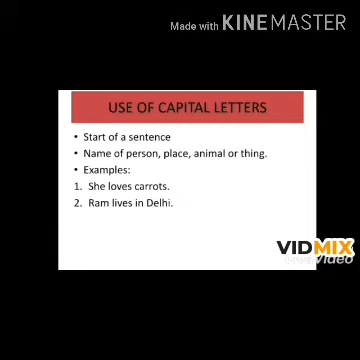 Made with KINEMASTER
USE OF CAPITAL LETTERS
• Start of a sentence
• Name of person, place, animal or thing.
• Examples:
1. She loves carrots.
2. Ram lives in Delhi.
VIDMIX
Video